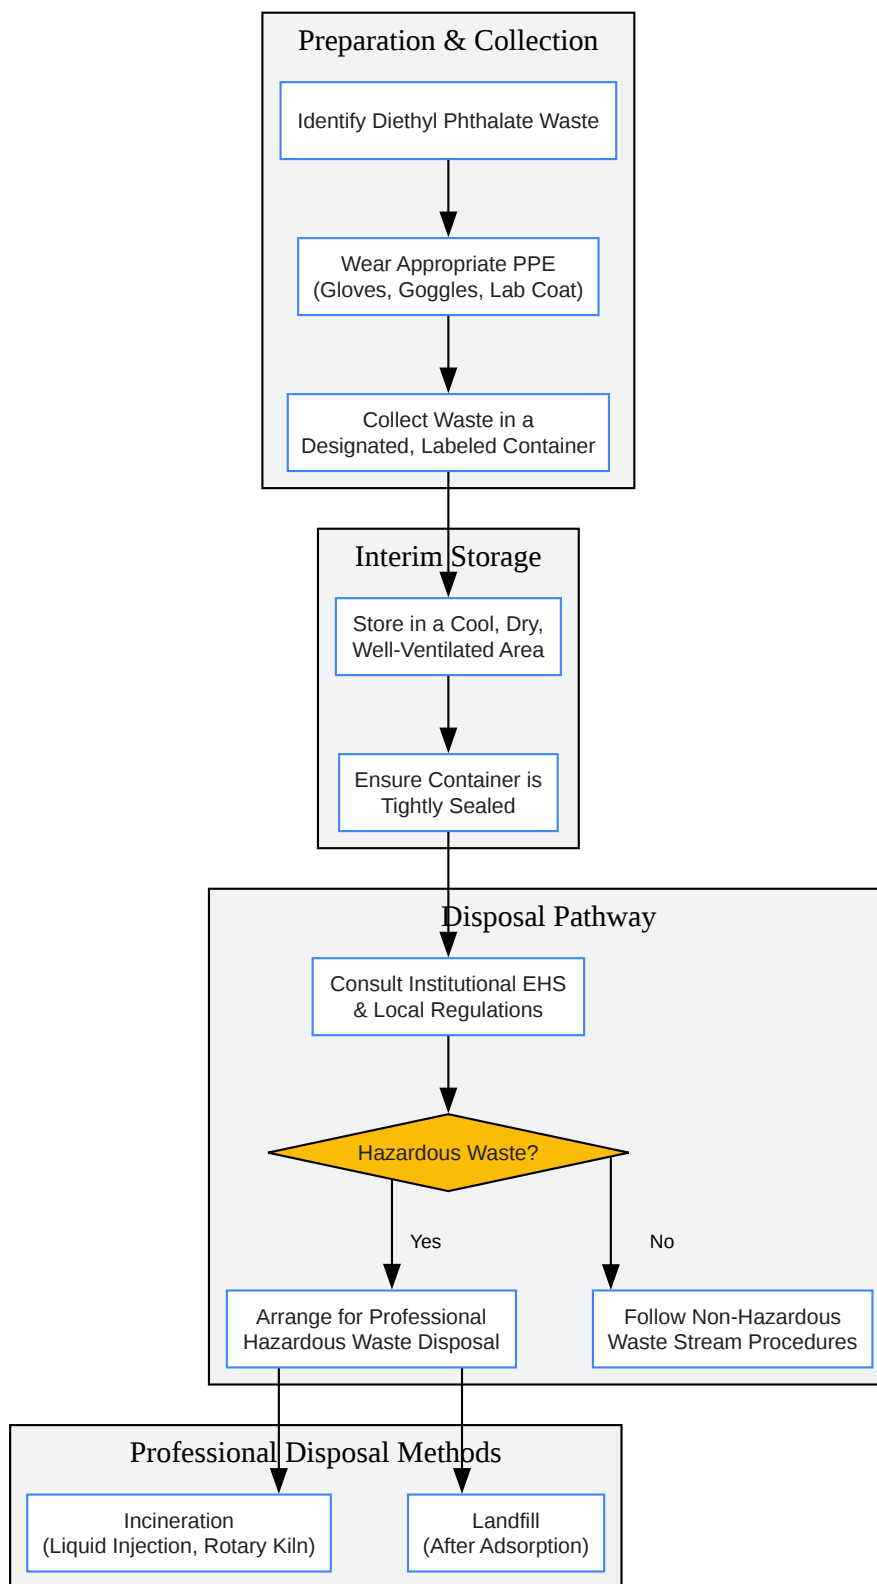 Preparation & Collection
Identify Diethyl Phthalate Waste
Wear Appropriate PPE
(Gloves, Goggles, Lab Coat)
Collect Waste in a
Designated, Labeled Container
Interim Storage
Store in a Cool, Dry,
Well-Ventilated Area
Ensure Container is
Tightly Sealed
Disposal Pathway
Consult Institutional EHS
& Local Regulations
Hazardous Waste?
Yes
No
Arrange for Professional
Hazardous Waste Disposal
Follow Non-Hazardous
Waste Stream Procedures
Professional Disposal Methods
Incineration
(Liquid Injection, Rotary Kiln)
Landfill
(After Adsorption)